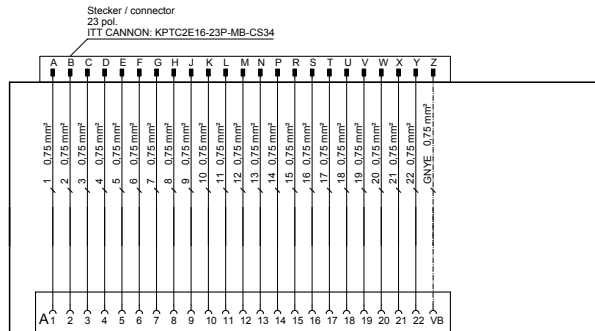 Stecker / connector
23 pol.
ITT CANNON: KPTC2E16-23P-MB-CS34
A B C D E F G H J K L M N P R S T U V W X Y Z
1 0,75 mm²
2 0,75 mm²
3 0,75 mm²
4 0,75 mm²
5 0,75 mm²
6 0,75 mm²
7 0,75 mm²
8 0,75 mm²
9 0,75 mm²
10 0,75 mm²
11 0,75 mm²
12 0,75 mm²
13 0,75 mm²
14 0,75 mm²
15 0,75 mm²
16 0,75 mm²
17 0,75 mm²
18 0,75 mm²
19 0,75 mm²
20 0,75 mm²
21 0,75 mm²
22 0,75 mm²
GNYE 0,75 mm²
A 1 2 3 4 5 6 7 8 9 10 11 12 13 14 15 16 17 18 19 20 21 22 VB